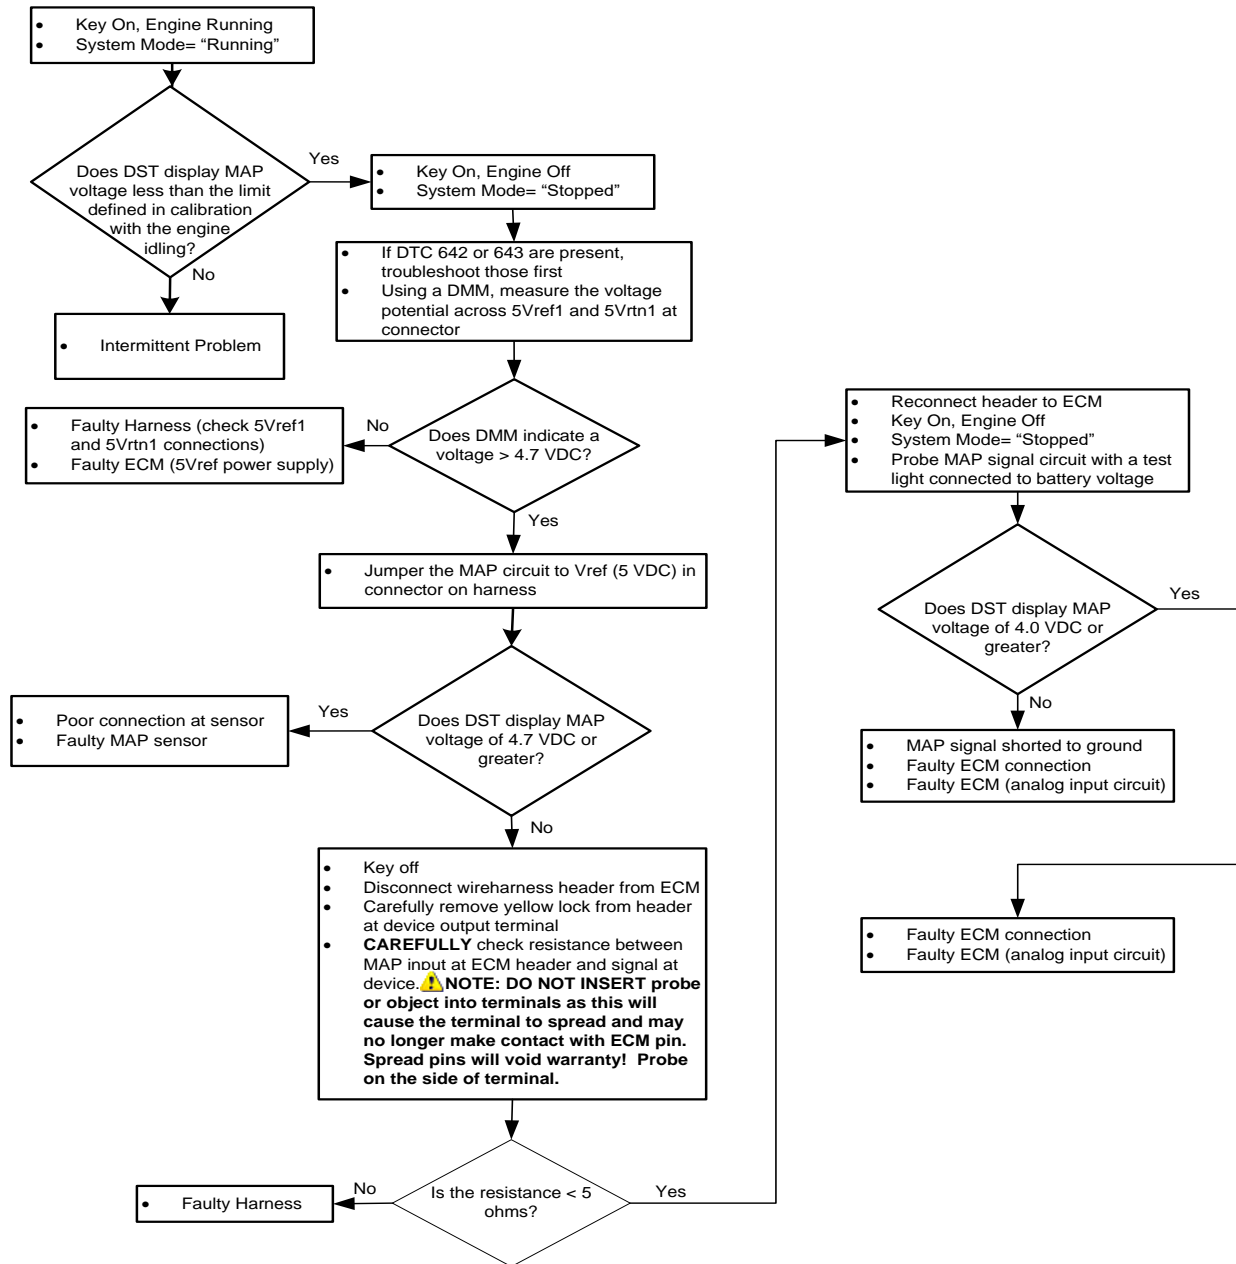 • Key On, Engine Running
• System Mode= “Running”
Does DST display MAP
voltage less than the limit
defined in calibration
with the engine
idling?
Yes
No
• Intermittent Problem
• Key On, Engine Off
• System Mode= “Stopped”
• If DTC 642 or 643 are present,
troubleshoot those first
• Using a DMM, measure the voltage
potential across 5Vref1 and 5Vrtn1 at
connector
Does DMM indicate a
voltage > 4.7 VDC?
No
• Faulty Harness (check 5Vref1
and 5Vrtn1 connections)
• Faulty ECM (5Vref power supply)
Yes
• Jumper the MAP circuit to Vref (5 VDC) in
connector on harness
Does DST display MAP
voltage of 4.7 VDC or
greater?
Yes
• Poor connection at sensor
• Faulty MAP sensor
No
• Key off
• Disconnect wireharness header from ECM
• Carefully remove yellow lock from header
at device output terminal
• CAREFULLY check resistance between
MAP input at ECM header and signal at
device. NOTE: DO NOT INSERT probe
or object into terminals as this will
cause the terminal to spread and may
no longer make contact with ECM pin.
Spread pins will void warranty! Probe
on the side of terminal.
Is the resistance < 5
ohms?
No
• Faulty Harness
Yes
• Reconnect header to ECM
• Key On, Engine Off
• System Mode= “Stopped”
• Probe MAP signal circuit with a test
light connected to battery voltage
Does DST display MAP
voltage of 4.0 VDC or
greater?
Yes
No
• MAP signal shorted to ground
• Faulty ECM connection
• Faulty ECM (analog input circuit)
• Faulty ECM connection
• Faulty ECM (analog input circuit)